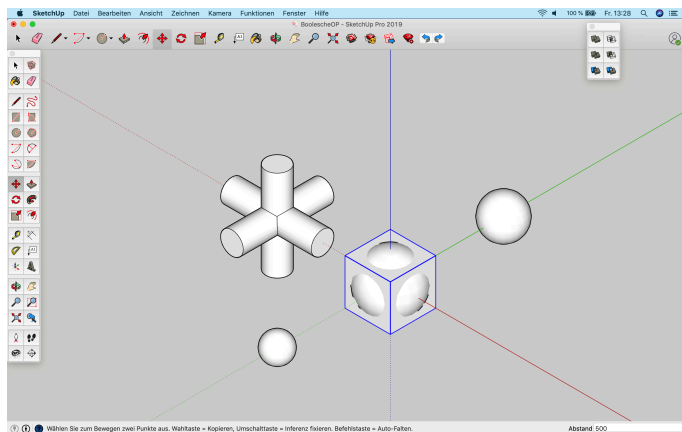 SketchUp Datei Bearbeiten Ansicht Zeichnen Kamera Funktionen Fenster Hilfe 100 % Fr. 13:28
BoolescheOP - SketchUp Pro 2019
Wählen Sie zum Bewegen zwei Punkte aus. Wahltaste = Kopieren, Umschalttaste = Inferenz fixieren. Befehlstaste = Auto-Falten. Abstand 500